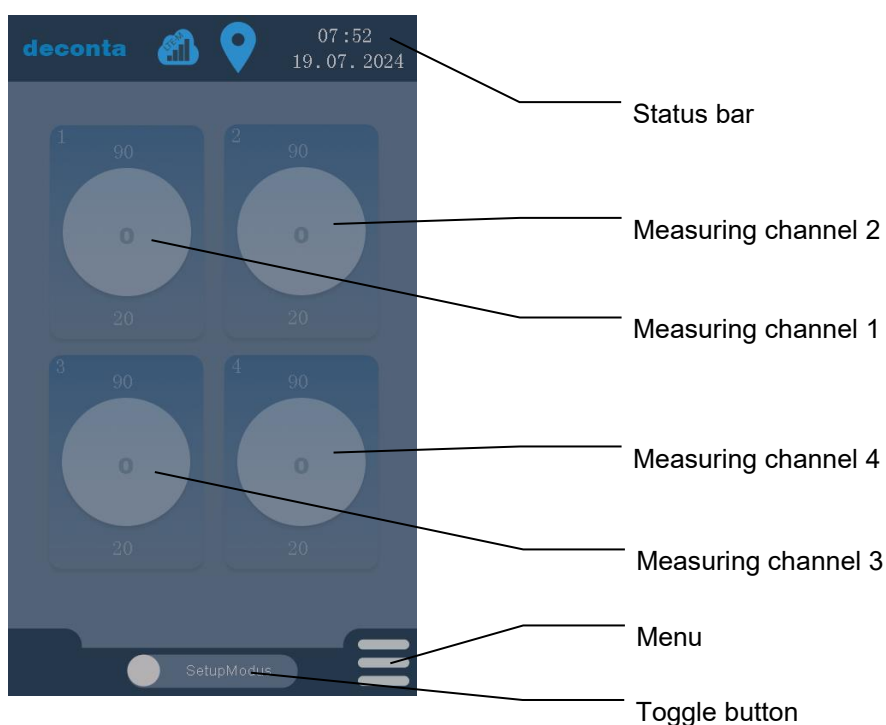 deconta
LTE-M
07:52
19.07.2024
Status bar
1
90
0
20
2
90
0
20
Measuring channel 2
Measuring channel 1
3
90
0
20
4
90
0
20
Measuring channel 4
Measuring channel 3
Menu
SetupModus
Toggle button